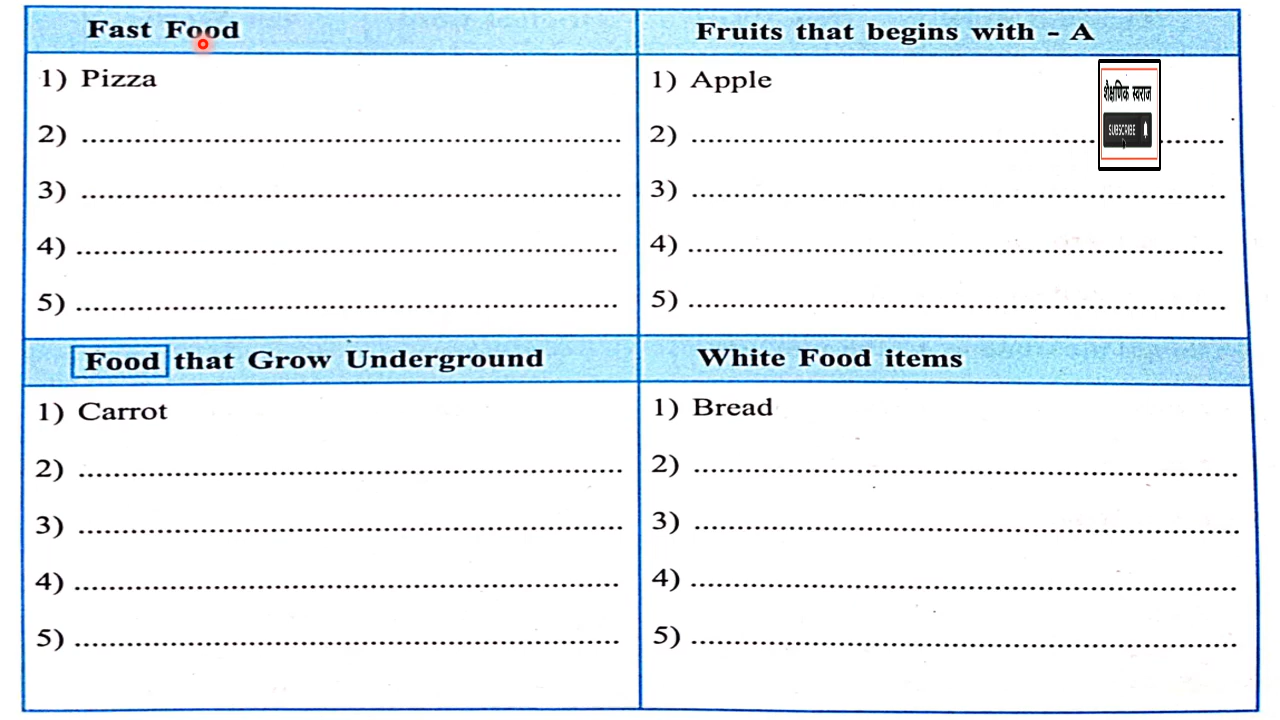 Fast Food
1) Pizza
2) ..........
3) ..........
4) ..........
5) ..........
Fruits that begins with - A
1) Apple
शैक्षणिक स्वराज
SUBSCRIBE
2) ..........
3) ..........
4) ..........
5) ..........
Food that Grow Underground
1) Carrot
2) ..........
3) ..........
4) ..........
5) ..........
White Food items
1) Bread
2) ..........
3) ..........
4) ..........
5) ..........